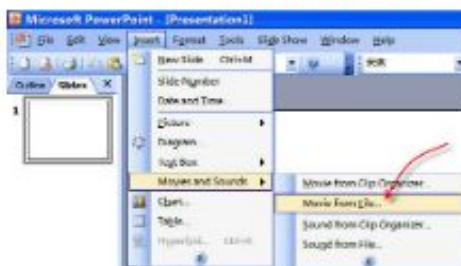 Microsoft PowerPoint - [Presentation1]
File Edit View Insert Format Tools Slide Show Window Help
New Slide Ctrl+M
Outline Slides X
Slide Number
Date and Time...
1
Picture
Diagram...
Text Box
Movies and Sounds
Movie from Clip Organizer...
Chart...
Movie from File...
Table...
Sound from Clip Organizer...
Hyperlink...
Sound from File...